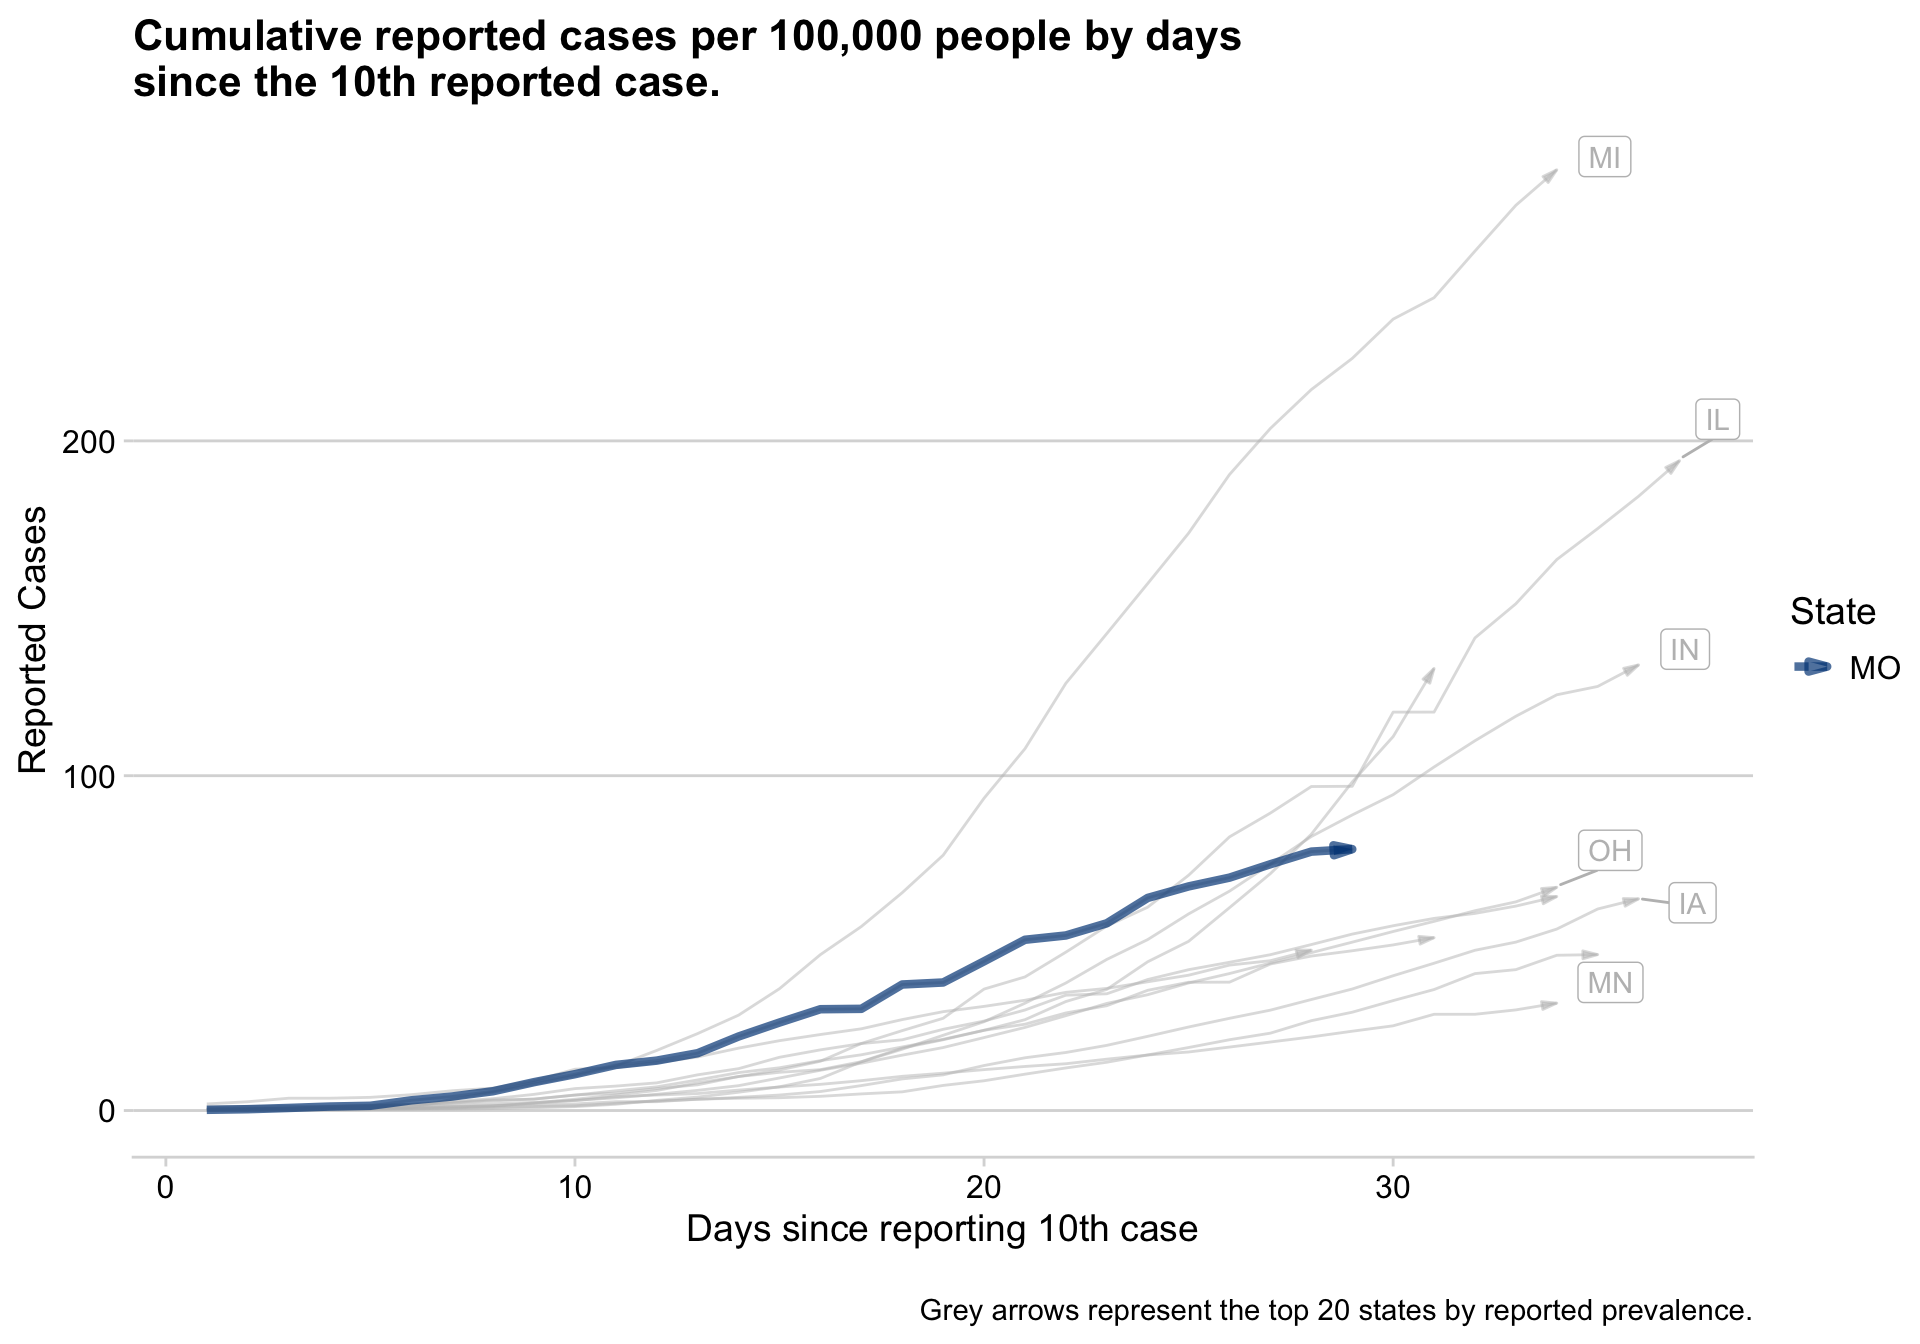 Cumulative reported cases per 100,000 people by days
since the 10th reported case.
MI
IL
200
IN
Reported Cases
State
MO
100
OH
IA
MN
0
0 10 20 30
Days since reporting 10th case
Grey arrows represent the top 20 states by reported prevalence.